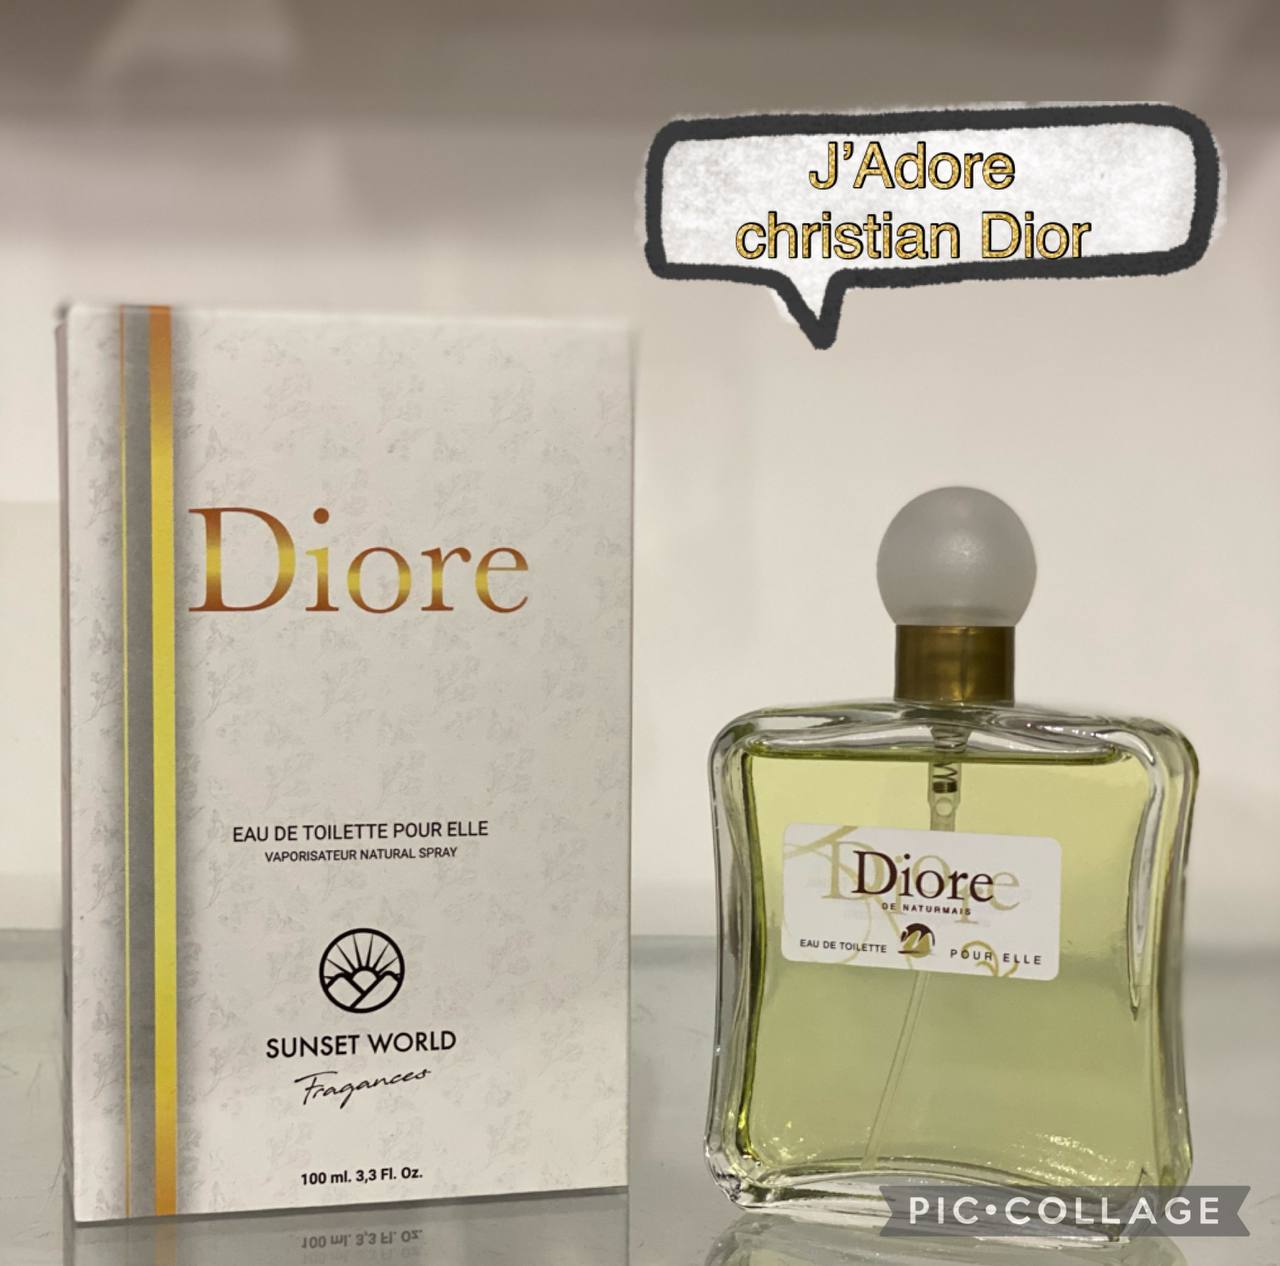 J’Adore
christian Dior
Diore
EAU DE TOILETTE POUR ELLE
VAPORISATEUR NATURAL SPRAY
SUNSET WORLD
Fragances
100 ml. 3,3 Fl. Oz.
Diore
DE NATURMAIS
EAU DE TOILETTE POUR ELLE
PIC•COLLAGE